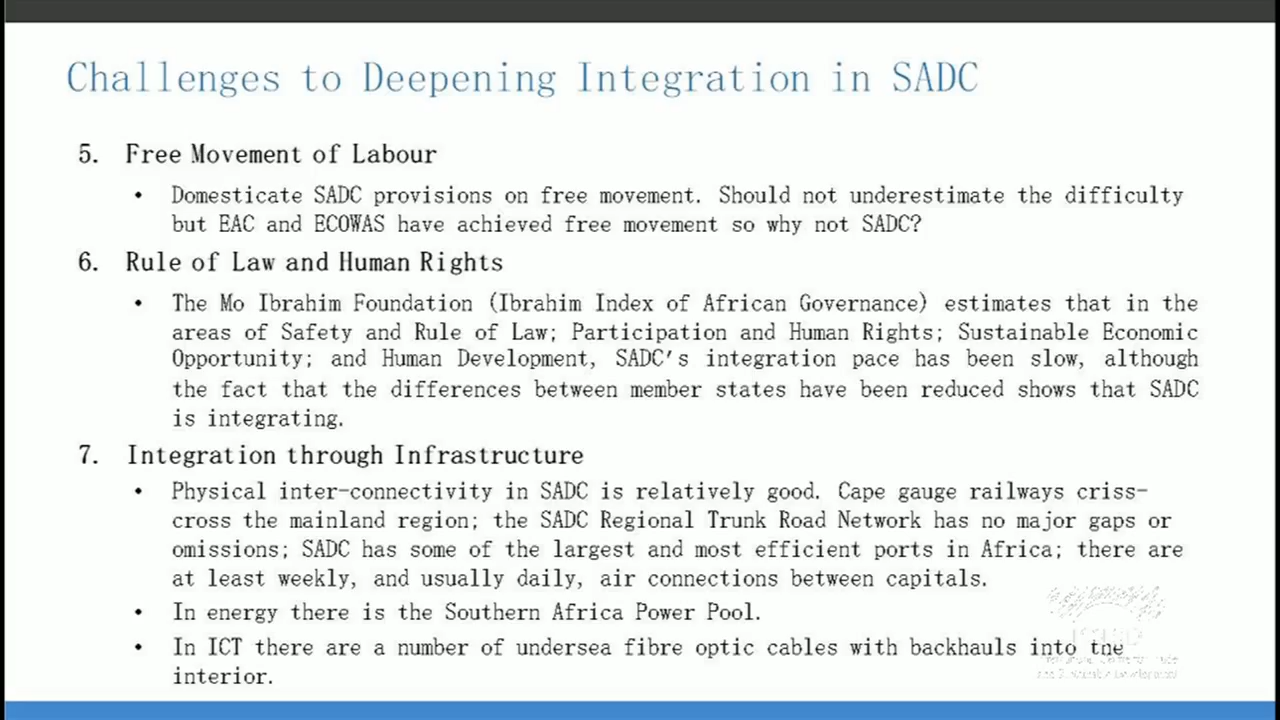 Challenges to Deepening Integration in SADC
5. Free Movement of Labour
• Domesticate SADC provisions on free movement. Should not underestimate the difficulty
but EAC and ECOWAS have achieved free movement so why not SADC?
6. Rule of Law and Human Rights
• The Mo Ibrahim Foundation (Ibrahim Index of African Governance) estimates that in the
areas of Safety and Rule of Law; Participation and Human Rights; Sustainable Economic
Opportunity; and Human Development, SADC's integration pace has been slow, although
the fact that the differences between member states have been reduced shows that SADC
is integrating.
7. Integration through Infrastructure
• Physical inter-connectivity in SADC is relatively good. Cape gauge railways criss-
cross the mainland region; the SADC Regional Trunk Road Network has no major gaps or
omissions; SADC has some of the largest and most efficient ports in Africa; there are
at least weekly, and usually daily, air connections between capitals.
• In energy there is the Southern Africa Power Pool.
• In ICT there are a number of undersea fibre optic cables with backhauls into the
interior.